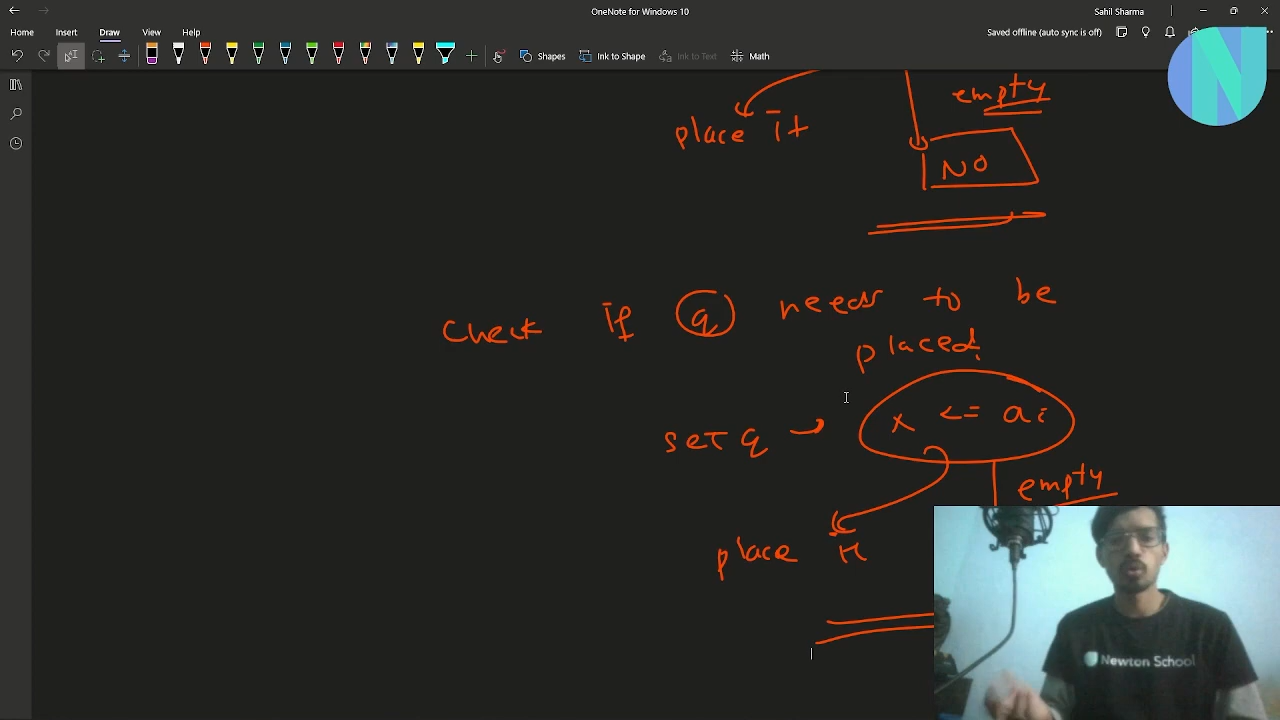 OneNote for Windows 10
Sahil Sharma
Home Insert Draw View Help
Saved offline (auto sync is off)
Shapes Ink to Shape Ink to Text Math
empty
place it
NO
Check if q needs to be
placed.
set q → x <= ai
empty
place it
Newton School